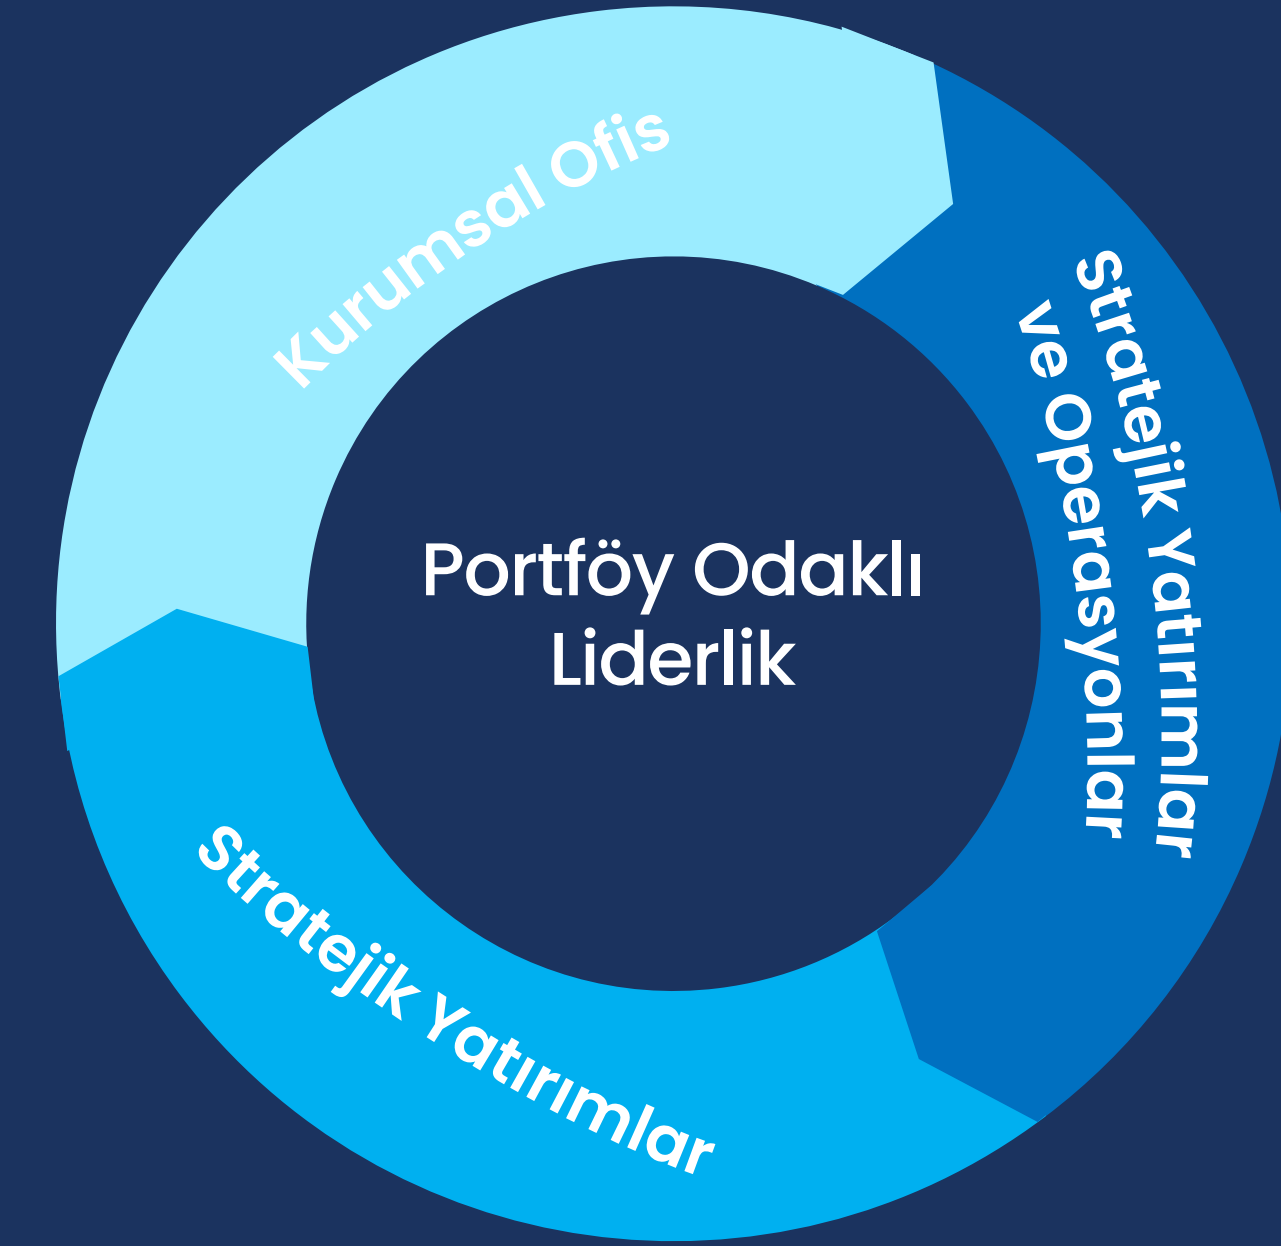 Kurumsal Ofis
Stratejik Yatırımlar
ve Operasyonlar
Portföy Odaklı
Liderlik
Stratejik Yatırımlar